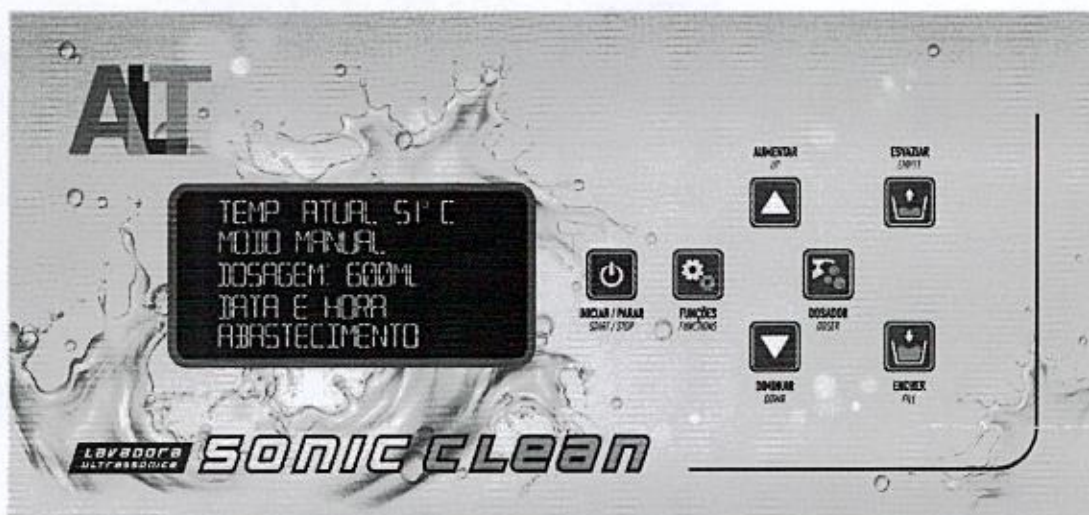 ALT
TEMP ATUAL 51° C
MODO MANUAL
DOSAGEM: 600ML
DATA E HORA
ABASTECIMENTO
AUMENTAR
UP
ESVAZIAR
EMPTY
INICIAR / PARAR
START / STOP
FUNÇÕES
FUNCTIONS
DOSADOR
DOSER
DIMINUIR
DOWN
ENCHER
FILL
Lavadora
ultrassonica
SONIC CLean